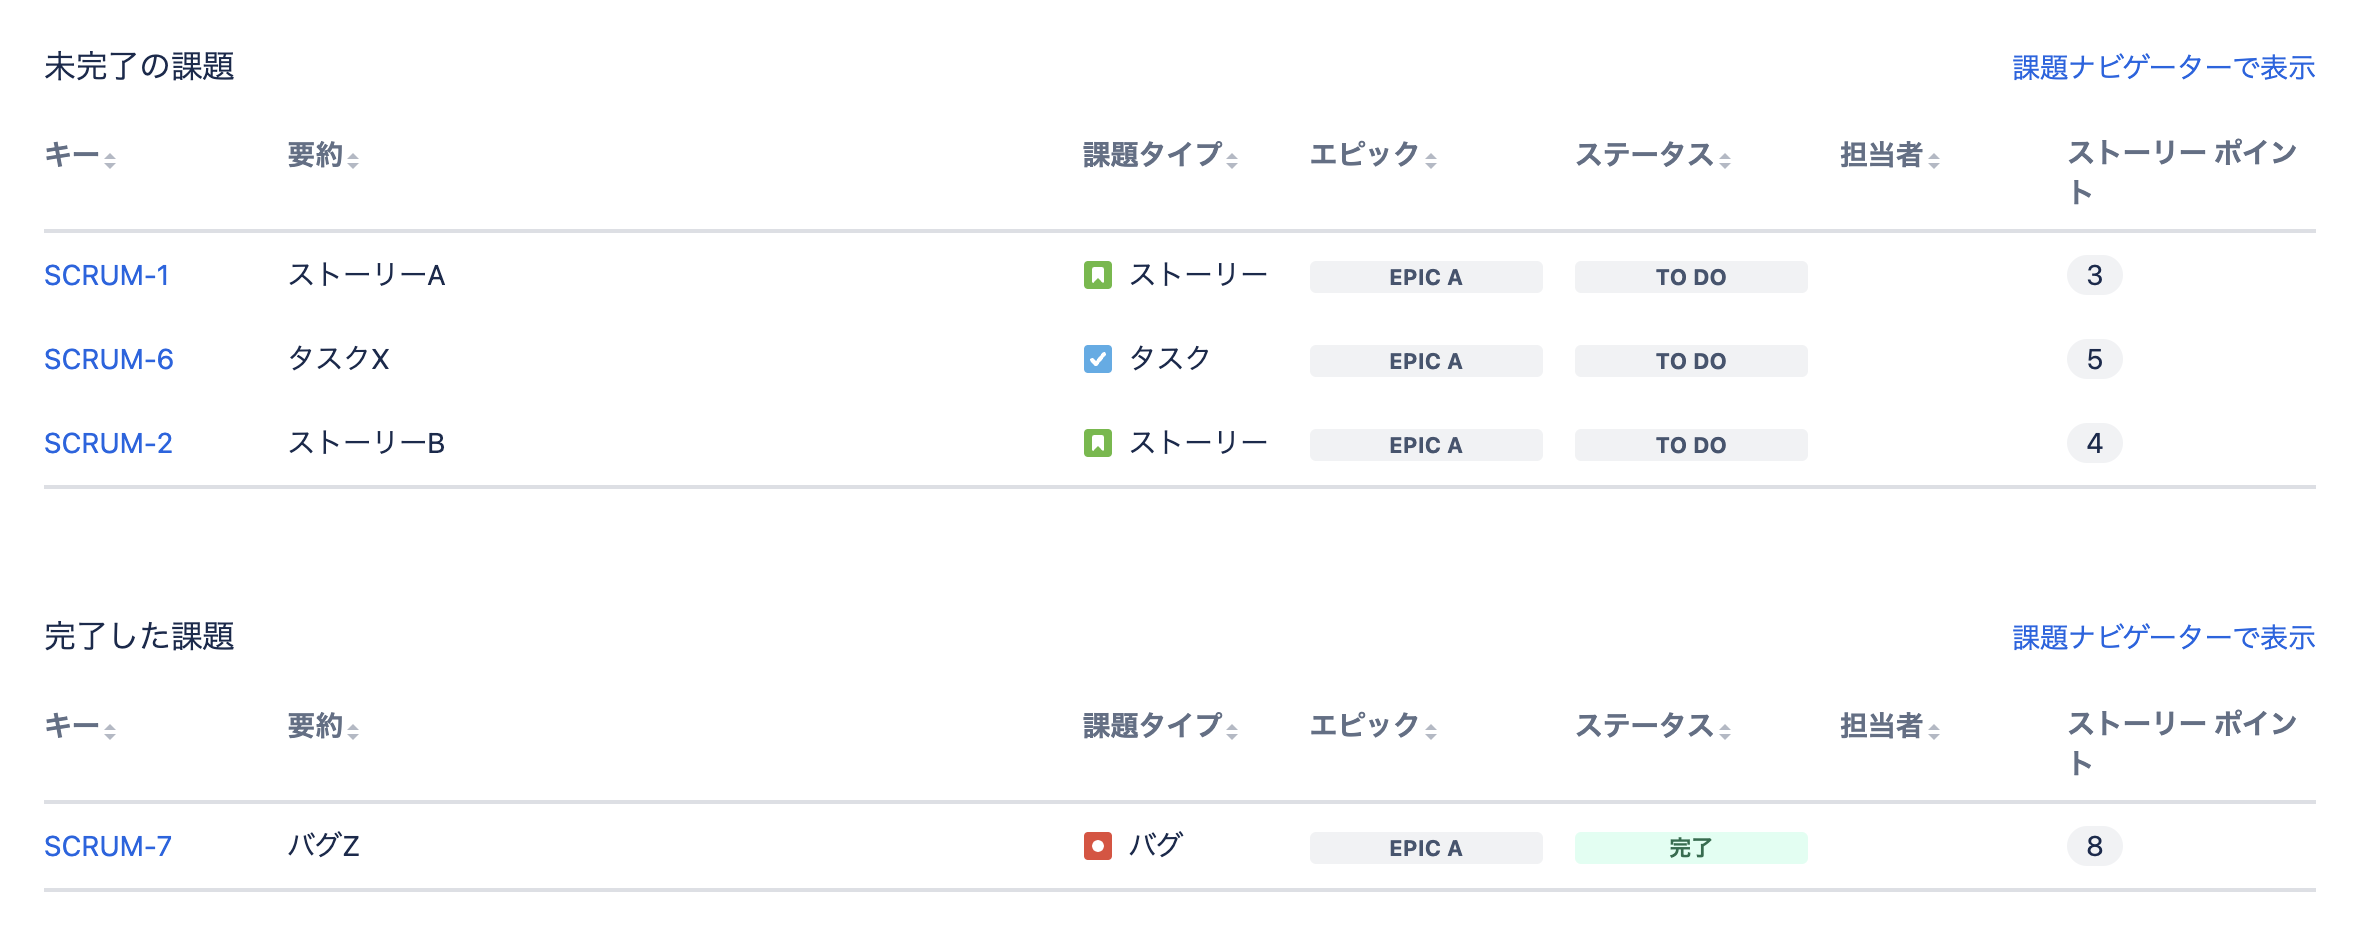 未完了の課題 課題ナビゲーターで表示
キー 要約 課題タイプ エピック ステータス 担当者 ストーリー ポイン
ト
SCRUM-1 ストーリーA ストーリー EPIC A TO DO 3
SCRUM-6 タスクX タスク EPIC A TO DO 5
SCRUM-2 ストーリーB ストーリー EPIC A TO DO 4
完了した課題 課題ナビゲーターで表示
キー 要約 課題タイプ エピック ステータス 担当者 ストーリー ポイン
ト
SCRUM-7 バグZ バグ EPIC A 完了 8